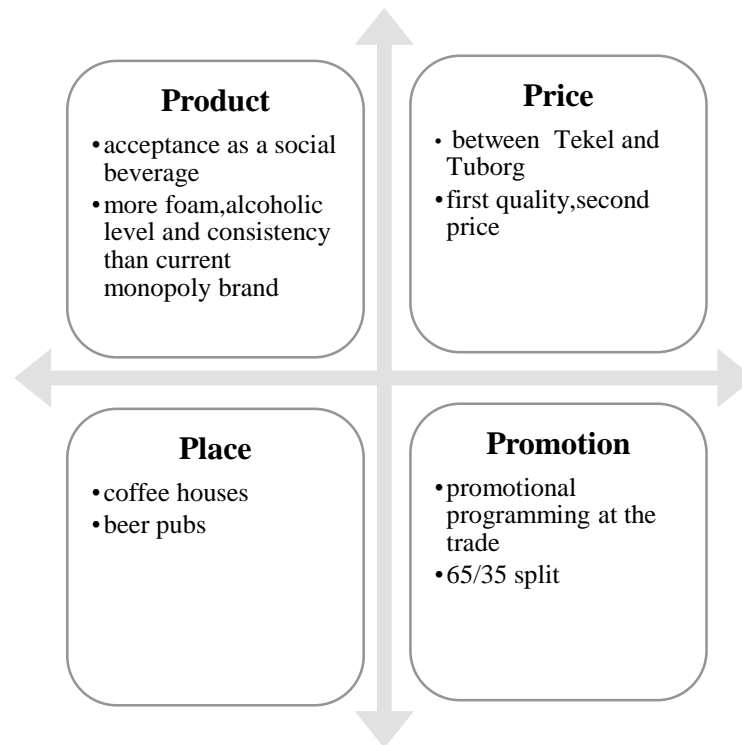 Product
•acceptance as a social
beverage
•more foam,alcoholic
level and consistency
than current
monopoly brand
Price
• between Tekel and
Tuborg
•first quality,second
price
Place
•coffee houses
•beer pubs
Promotion
•promotional
programming at the
trade
•65/35 split